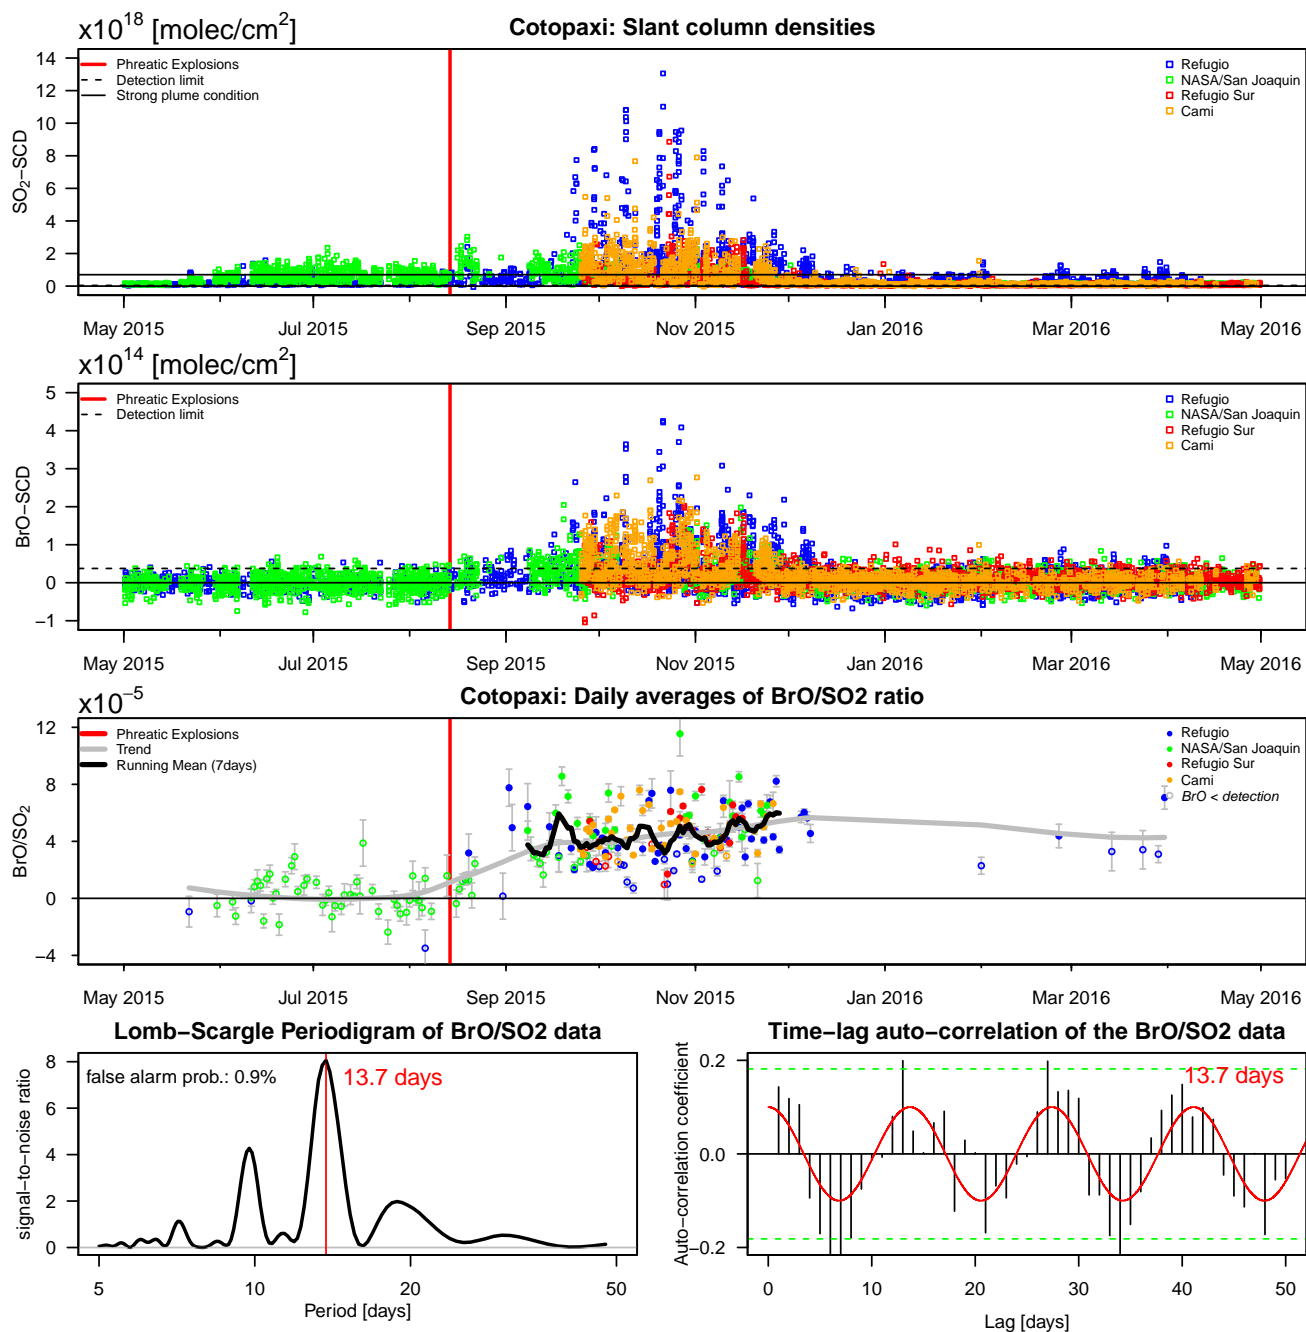 x10^18 [molec/cm^2]
Cotopaxi: Slant column densities
Phreatic Explosions
Detection limit
Strong plume condition
Refugio
NASA/San Joaquin
Refugio Sur
Cami
SO2−SCD
14
12
10
8
6
4
2
0
May 2015 Jul 2015 Sep 2015 Nov 2015 Jan 2016 Mar 2016 May 2016
x10^14 [molec/cm^2]
Phreatic Explosions
Detection limit
Refugio
NASA/San Joaquin
Refugio Sur
Cami
BrO−SCD
5
4
3
2
1
0
−1
May 2015 Jul 2015 Sep 2015 Nov 2015 Jan 2016 Mar 2016 May 2016
x10^−5
Cotopaxi: Daily averages of BrO/SO2 ratio
Phreatic Explosions
Trend
Running Mean (7days)
Refugio
NASA/San Joaquin
Refugio Sur
Cami
BrO < detection
BrO/SO2
12
8
4
0
−4
May 2015 Jul 2015 Sep 2015 Nov 2015 Jan 2016 Mar 2016 May 2016
Lomb−Scargle Periodigram of BrO/SO2 data
false alarm prob.: 0.9%
13.7 days
signal−to−noise ratio
8
6
4
2
0
5 10 20 50
Period [days]
Time−lag auto−correlation of the BrO/SO2 data
13.7 days
Auto−correlation coefficient
0.2
0.0
−0.2
0 10 20 30 40 50
Lag [days]